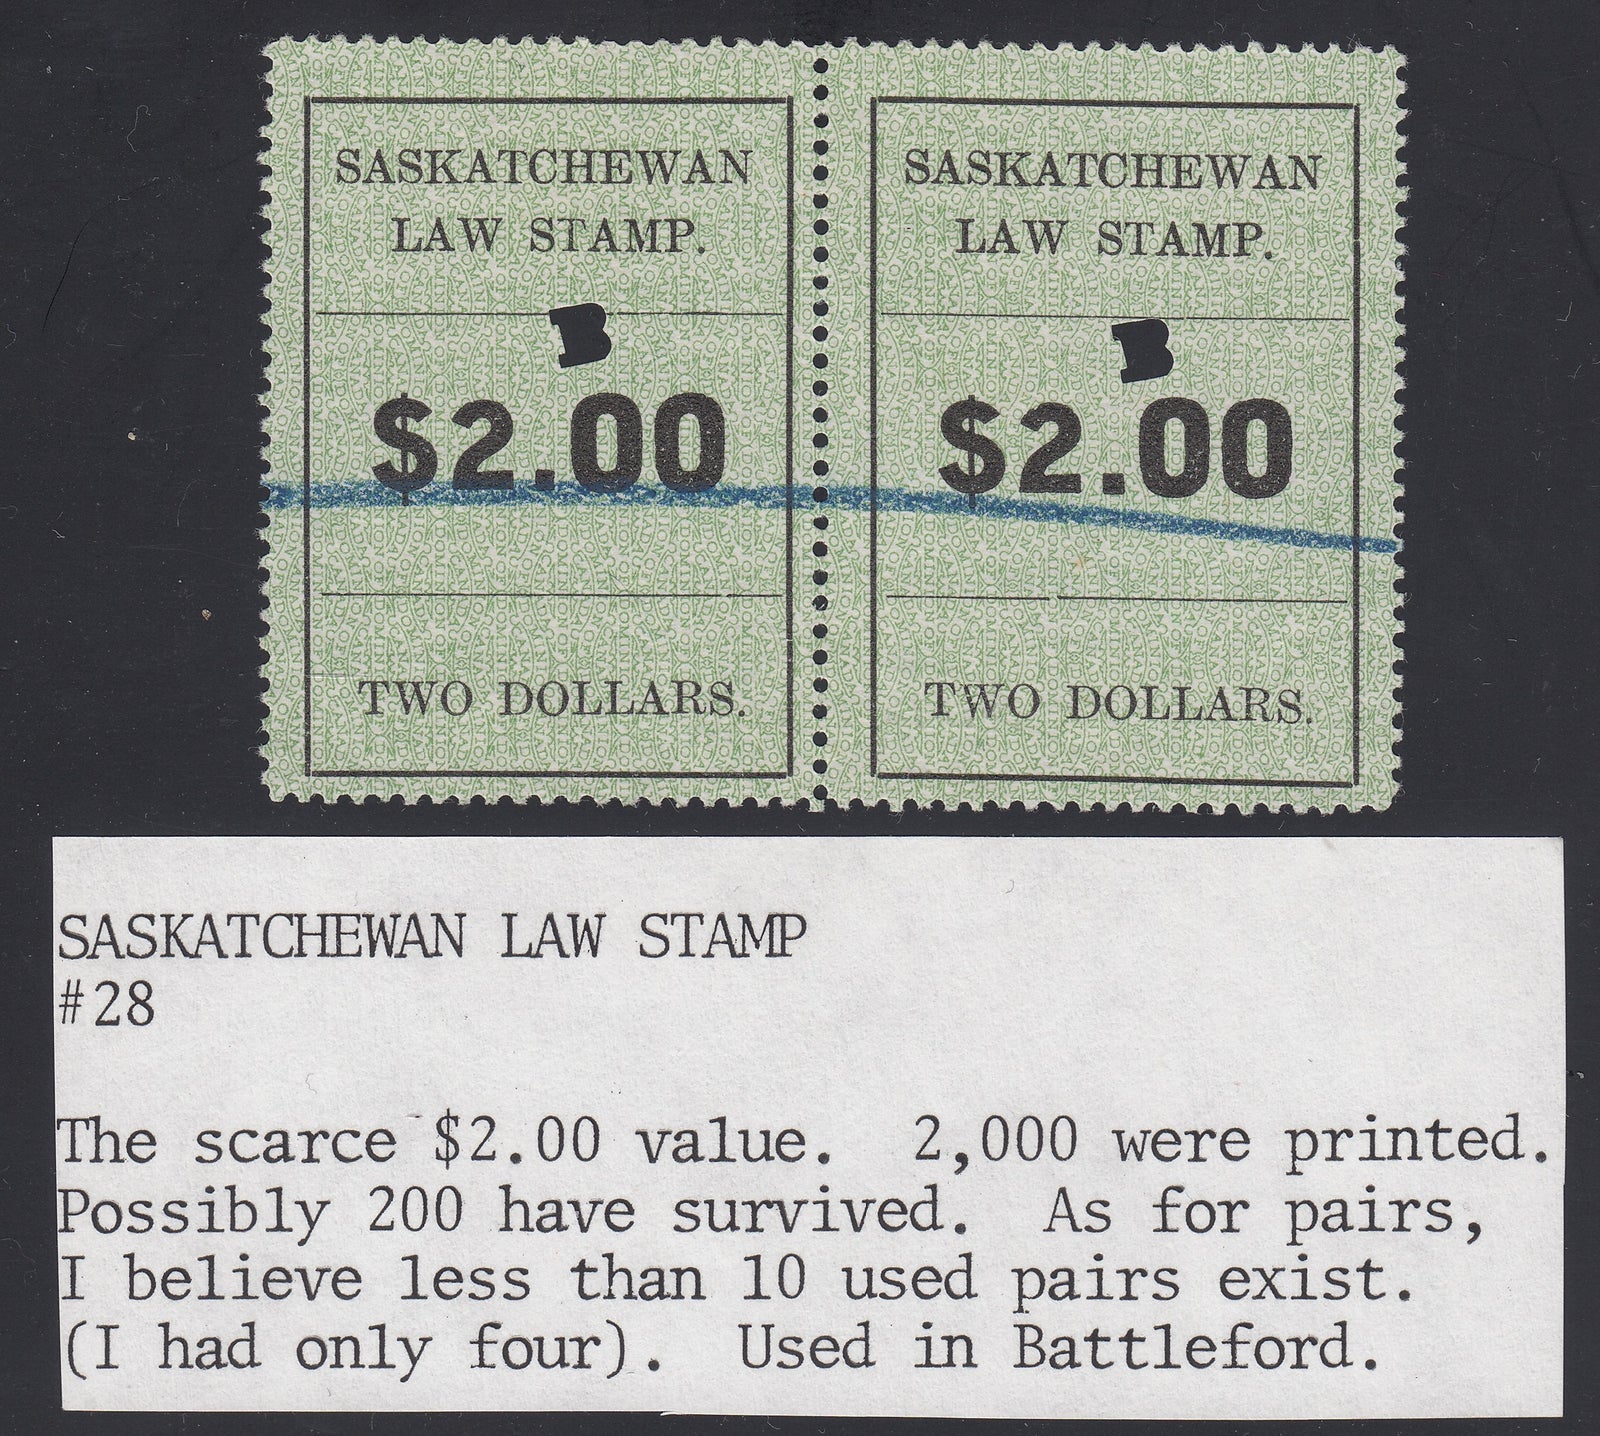 SASKATCHEWAN
LAW STAMP.
B
$2.00
TWO DOLLARS.
SASKATCHEWAN
LAW STAMP.
B
$2.00
TWO DOLLARS.
SASKATCHEWAN LAW STAMP
#28
The scarce $2.00 value. 2,000 were printed.
Possibly 200 have survived. As for pairs,
I believe less than 10 used pairs exist.
(I had only four). Used in Battleford.